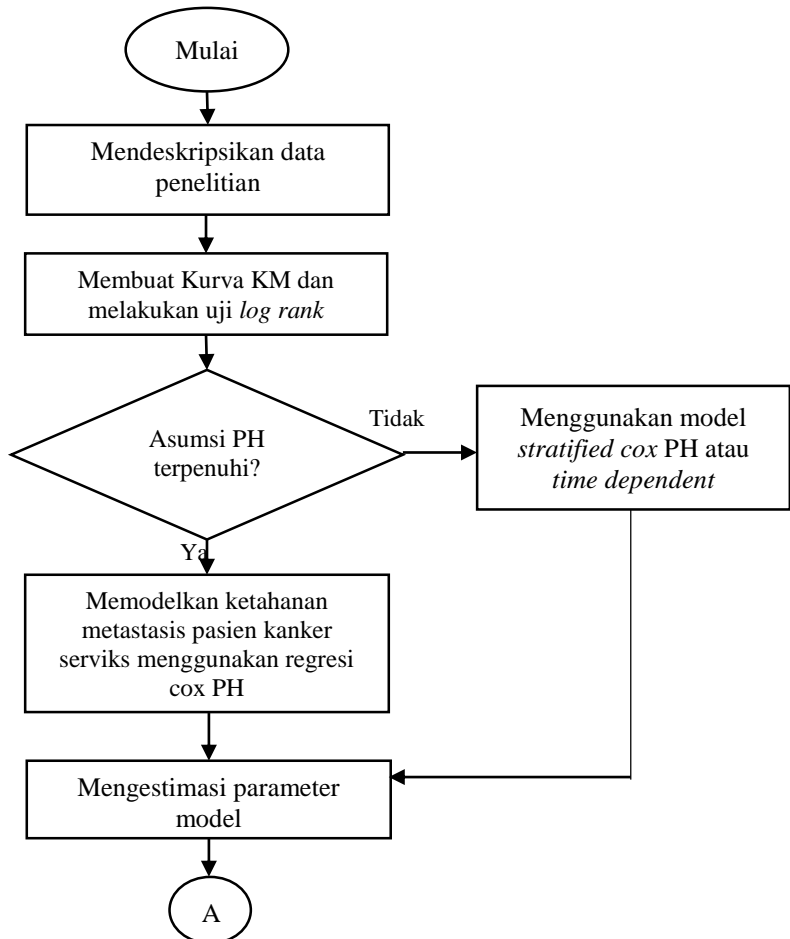 Mulai
Mendeskripsikan data
penelitian
Membuat Kurva KM dan
melakukan uji log rank
Asumsi PH
terpenuhi?
Tidak
Menggunakan model
stratified cox PH atau
time dependent
Ya
Memodelkan ketahanan
metastasis pasien kanker
serviks menggunakan regresi
cox PH
Mengestimasi parameter
model
A